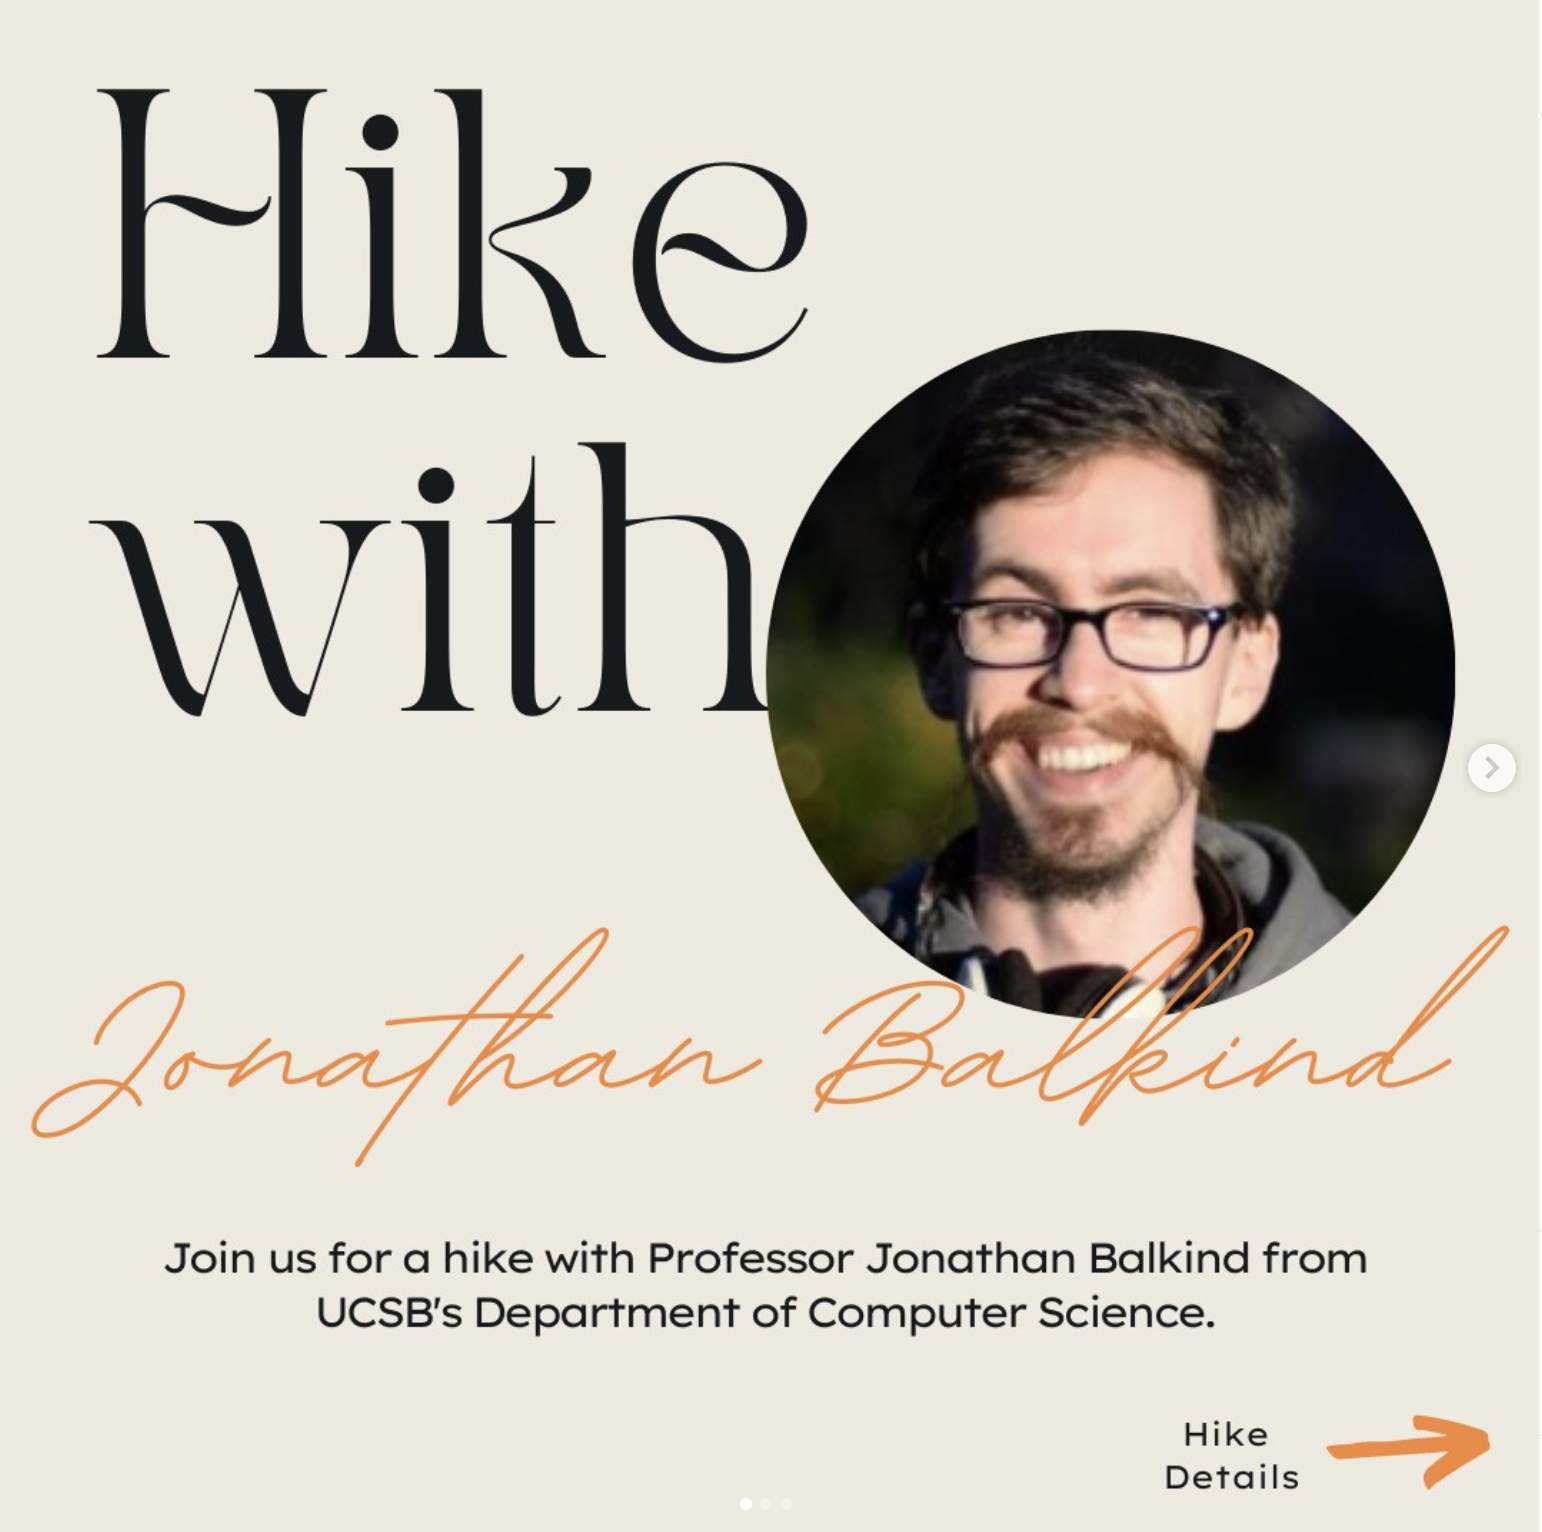 Hike
with
Jonathan Balkind
Join us for a hike with Professor Jonathan Balkind from
UCSB's Department of Computer Science.
Hike
Details